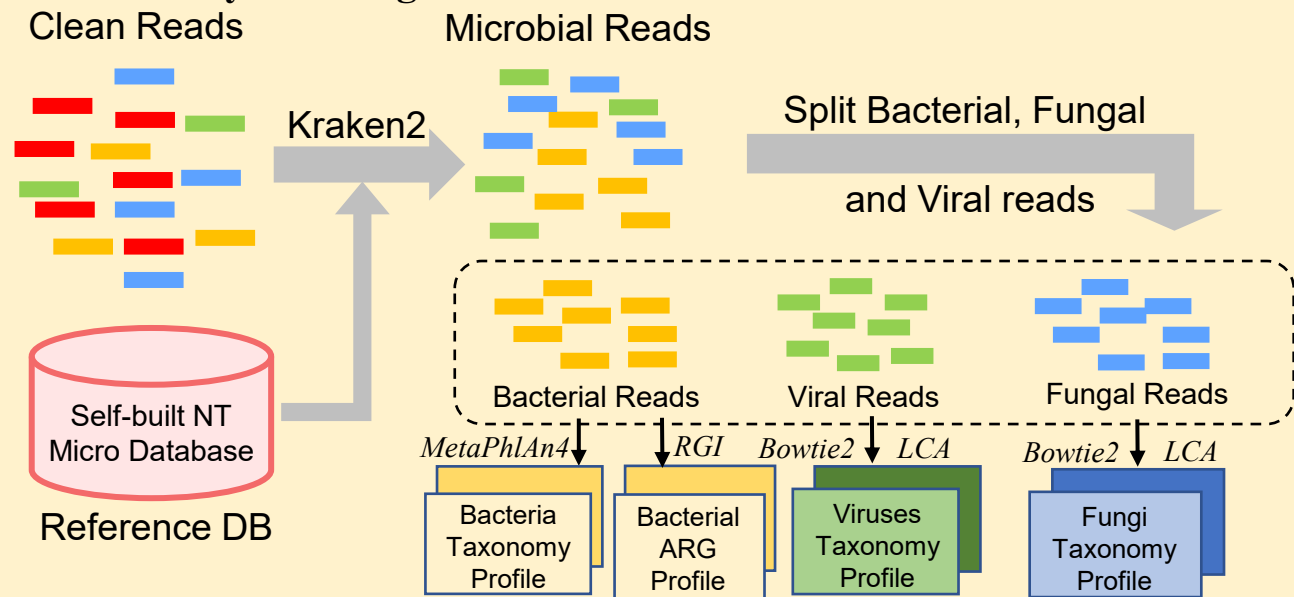 Clean Reads
Microbial Reads
Kraken2
Split Bacterial, Fungal
and Viral reads
Self-built NT
Micro Database
Reference DB
Bacterial Reads
Viral Reads
Fungal Reads
MetaPhlAn4
RGI
Bowtie2
LCA
Bowtie2
LCA
Bacteria
Taxonomy
Profile
Bacterial
ARG
Profile
Viruses
Taxonomy
Profile
Fungi
Taxonomy
Profile